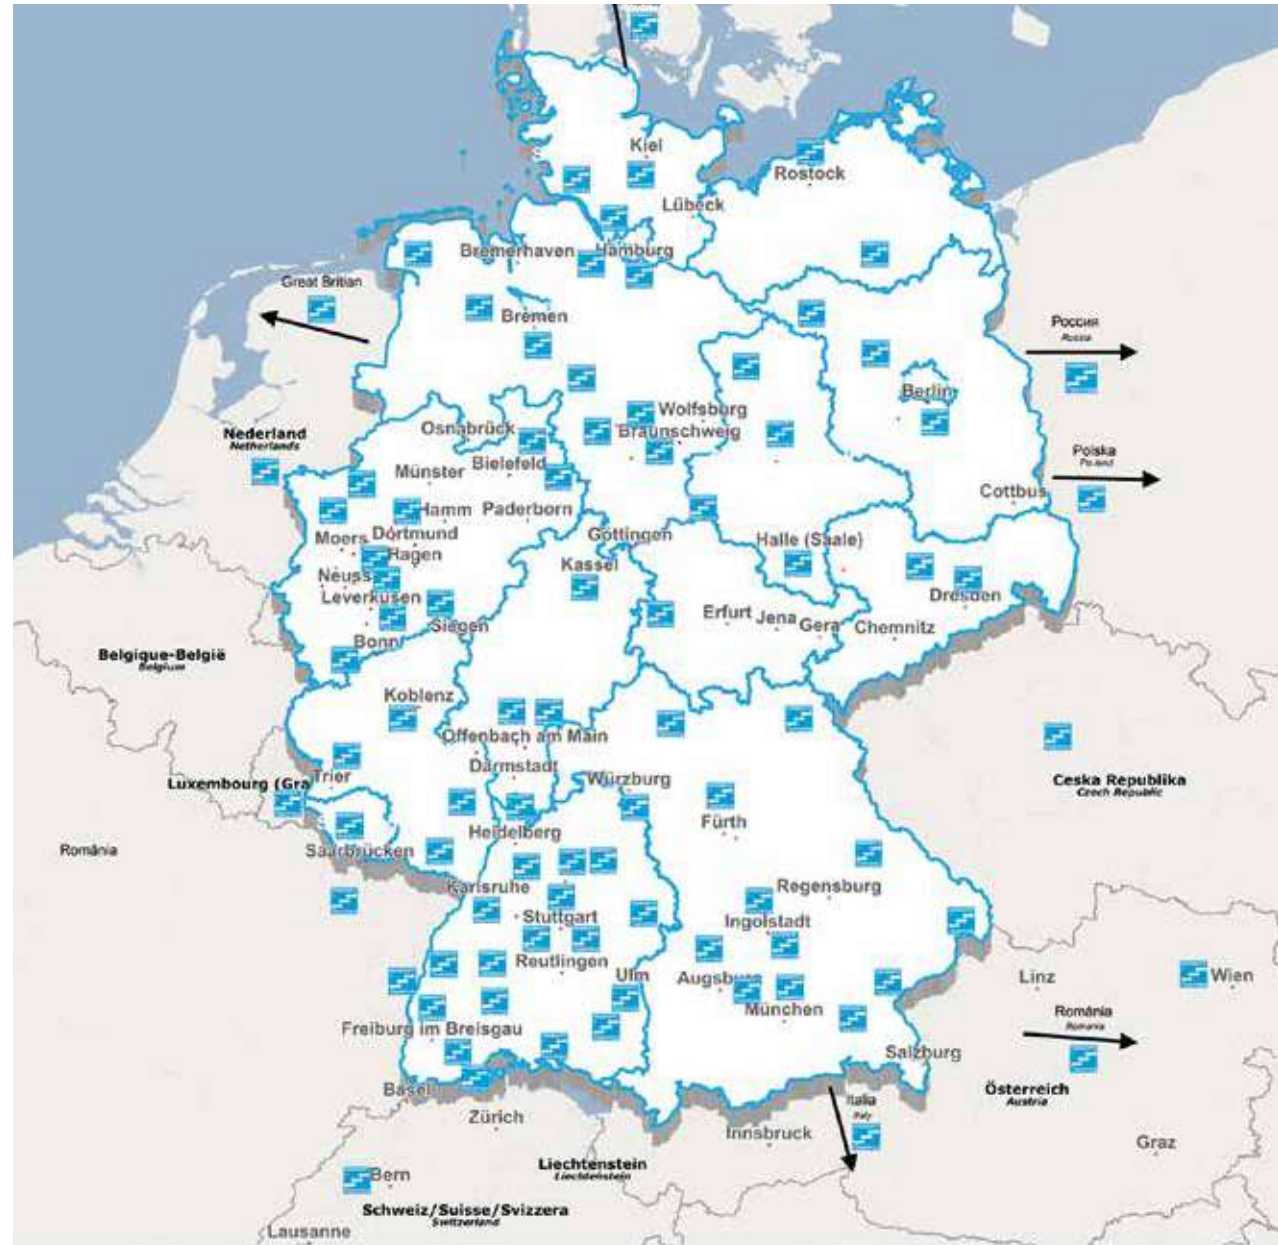 Kiel
Rostock
Lübeck
Bremerhaven
Hamburg
Great Britian
Bremen
Россия
Russia
Berlin
Wolfsburg
Osnabrück
Braunschweig
Nederland
Netherlands
Münster
Bielefeld
Polska
Poland
Cottbus
Hamm
Paderborn
Moers
Dortmund
Göttingen
Halle (Saale)
Hagen
Kassel
Neuss
Leverkusen
Dresden
Siegen
Erfurt
Jena
Gera
Chemnitz
Bonn
Belgique-België
Belgium
Koblenz
Offenbach am Main
Darmstadt
Trier
Würzburg
Luxembourg (Gra
Ceska Republika
Czech Republic
Fürth
Heidelberg
România
Saarbrücken
Karlsruhe
Regensburg
Stuttgart
Ingolstadt
Reutlingen
Ulm
Augsburg
Linz
Wien
München
România
Romania
Freiburg im Breisgau
Salzburg
Basel
Österreich
Austria
Italia
Italy
Zürich
Innsbruck
Graz
Liechtenstein
Liechtenstein
Bern
Schweiz/Suisse/Svizzera
Switzerland
Lausanne